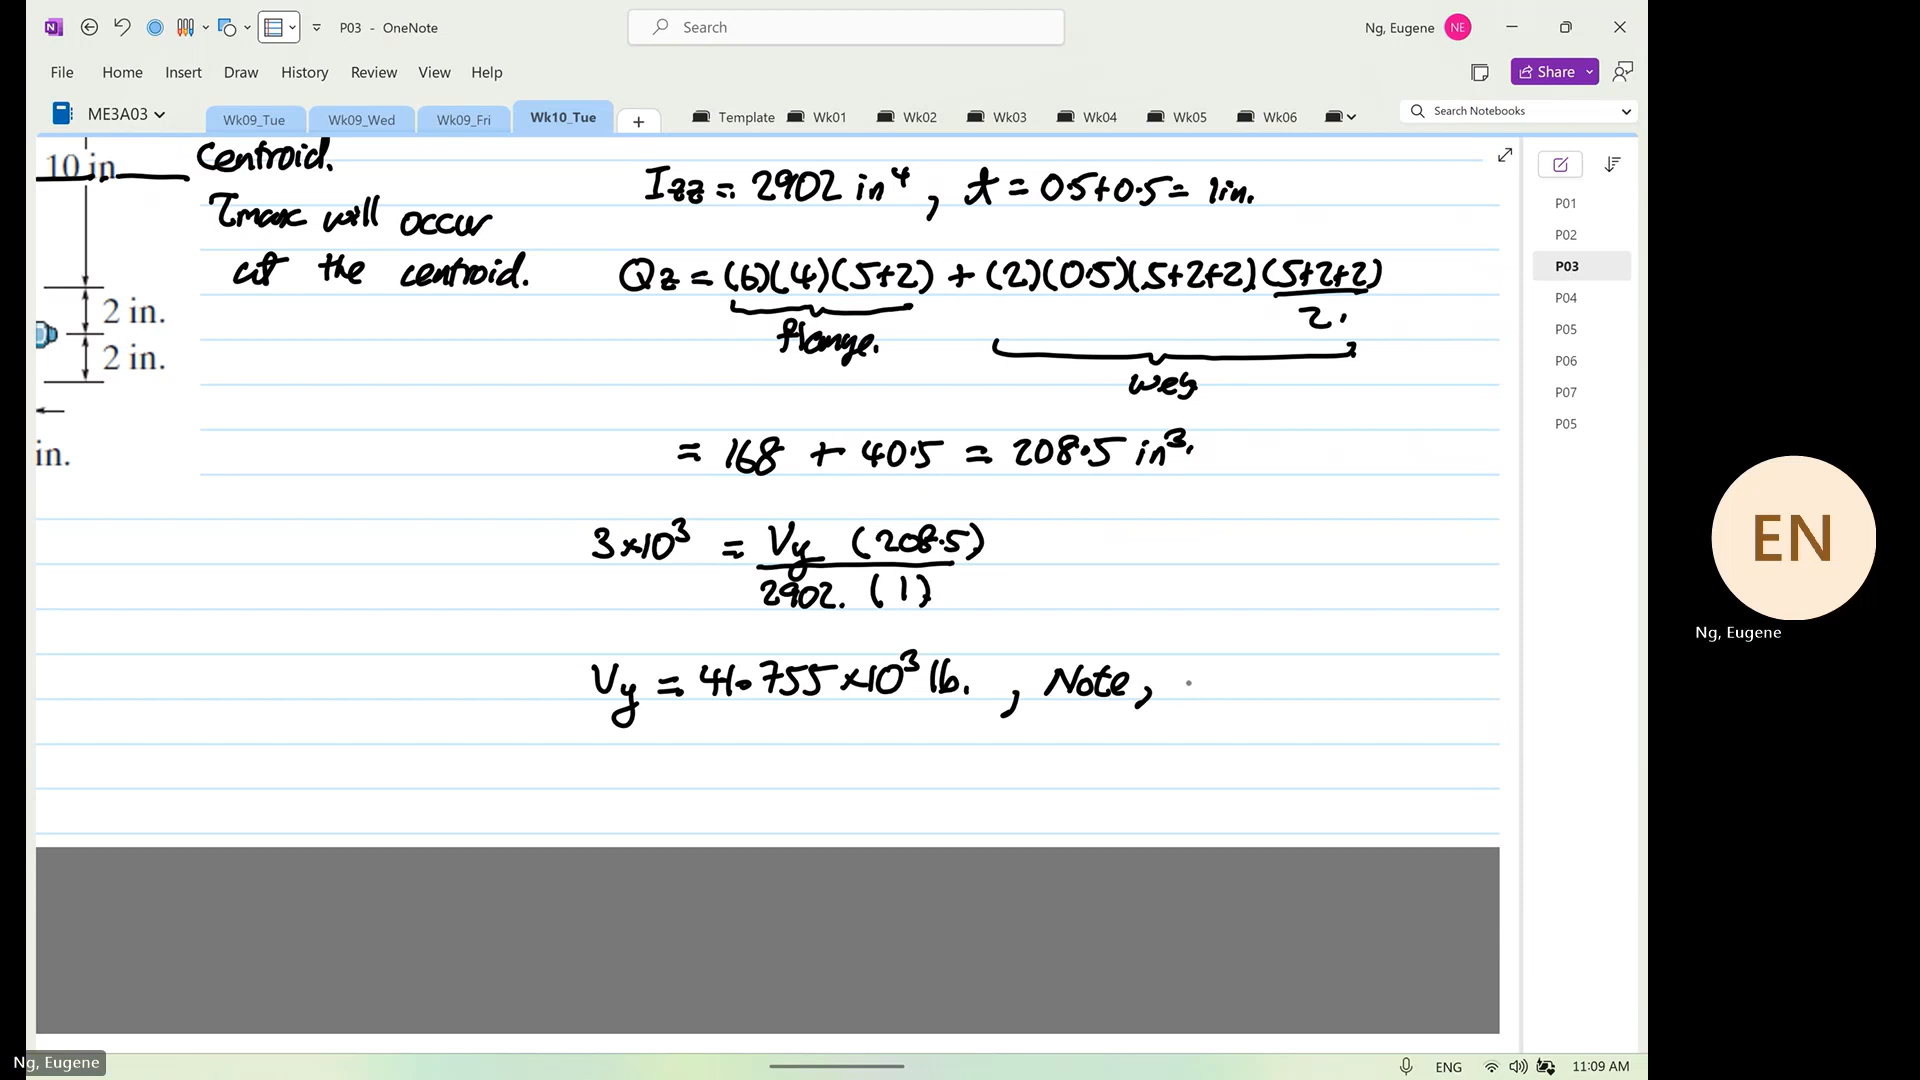 P03 - OneNote
Search
Ng, Eugene
NE
File Home Insert Draw History Review View Help
Share
ME3A03
Wk09_Tue Wk09_Wed Wk09_Fri Wk10_Tue + Template Wk01 Wk02 Wk03 Wk04 Wk05 Wk06
Search Notebooks
P01
P02
P03
P04
P05
P06
P07
P05
10 in.
2 in.
2 in.
in.
Centroid.
τmax will occur
at the centroid.
Izz = 2902 in⁴, t = 0.5+0.5 = 1in.
Qz = (6)(4)(5+2) + (2)(0.5)(5+2+2)(5+2+2)
2.
flange.
web
= 168 + 40.5 = 208.5 in³.
3×10³ = Vy (208.5)
2902. (1)
Vy = 41.755×10³ lb. , Note,
EN
Ng, Eugene
Ng, Eugene
ENG
11:09 AM